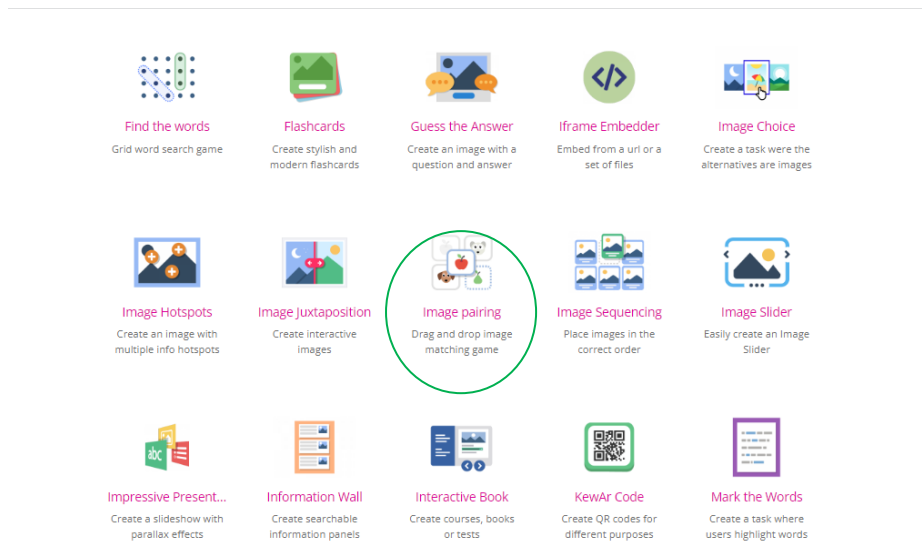 Find the words
Flashcards
Guess the Answer
Iframe Embedder
Image Choice
Grid word search game
Create stylish and
modern flashcards
Create an image with a
question and answer
Embed from a url or a
set of files
Create a task were the
alternatives are images
Image Hotspots
Image Juxtaposition
Image pairing
Image Sequencing
Image Slider
Create an image with
multiple info hotspots
Create interactive
images
Drag and drop image
matching game
Place images in the
correct order
Easily create an Image
Slider
abc
Impressive Present...
Information Wall
Interactive Book
KewAr Code
Mark the Words
Create a slideshow with
parallax effects
Create searchable
information panels
Create courses, books
or tests
Create QR codes for
different purposes
Create a task where
users highlight words